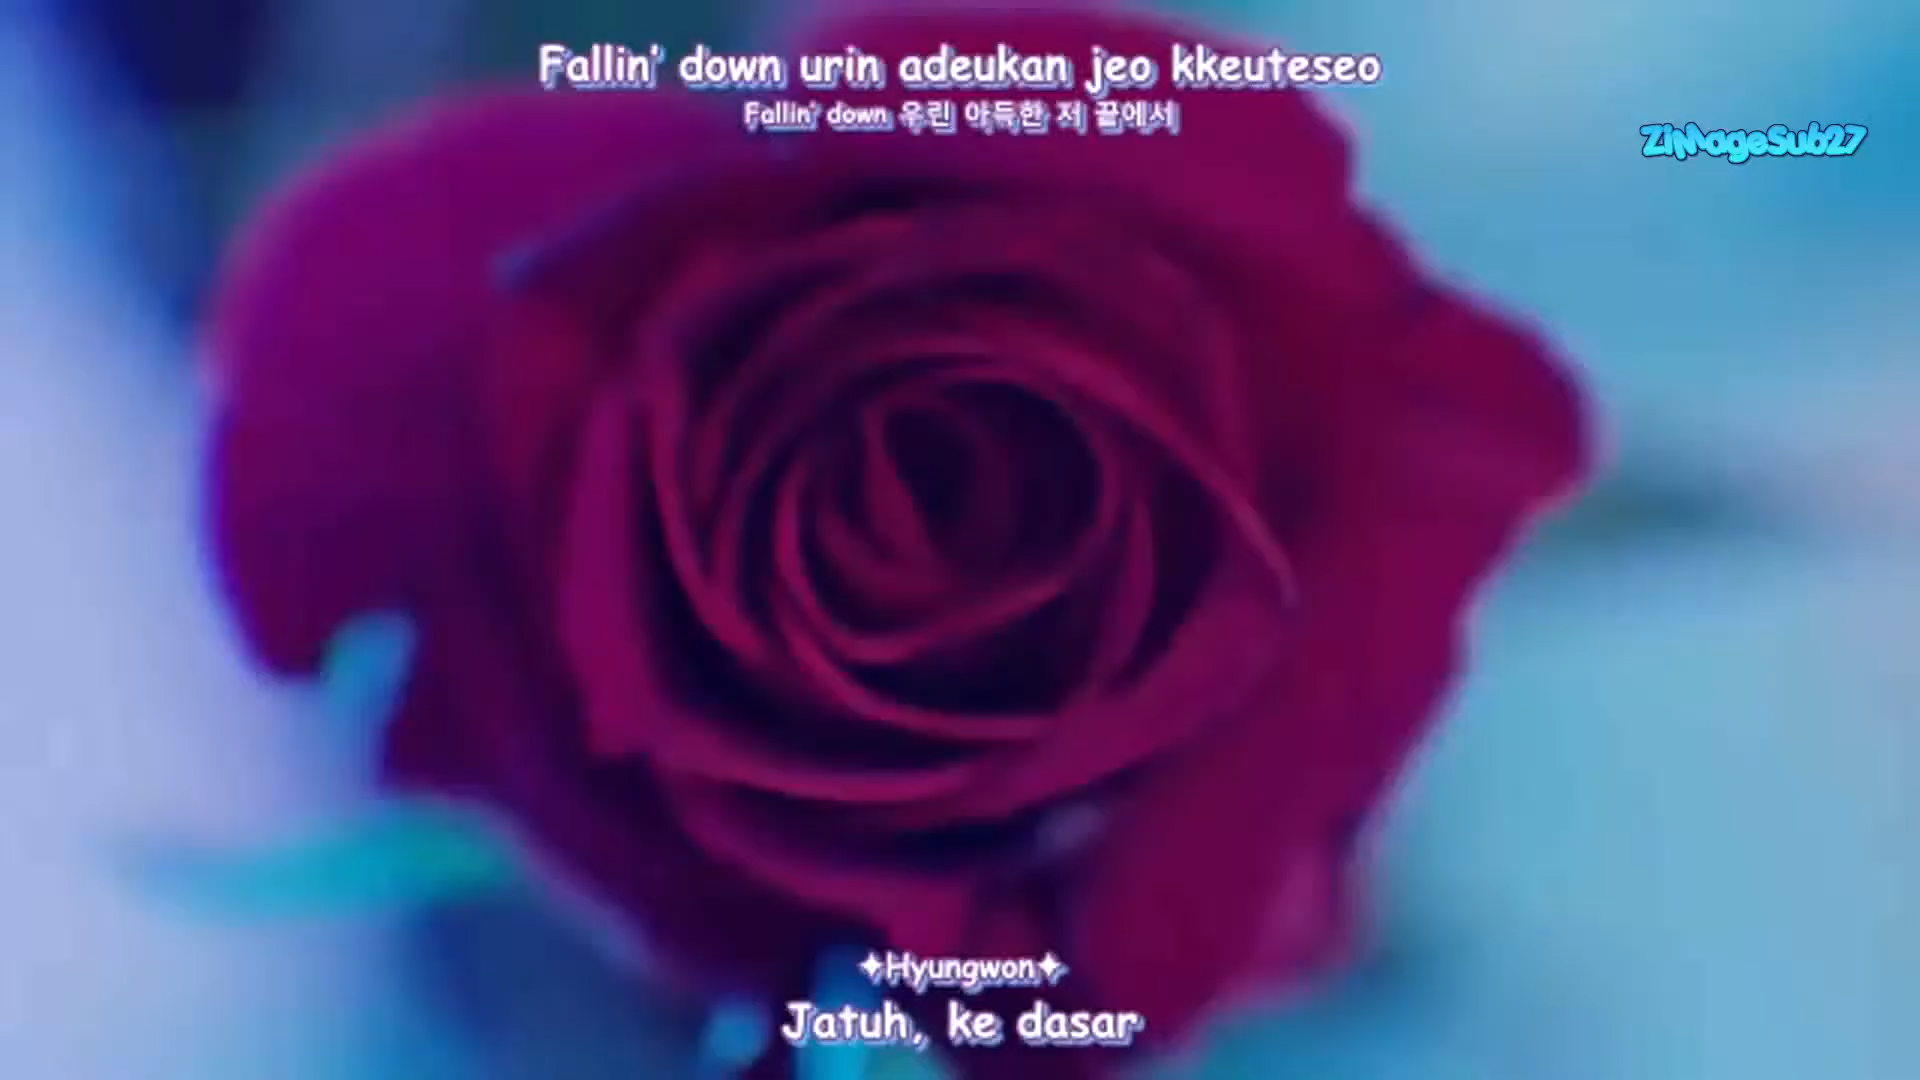 Fallin' down urin adeukan jeo kkeuteseo
Fallin' down 우린 아득한 저 끝에서
ZiMageSub27
✦Hyungwon✦
Jatuh, ke dasar